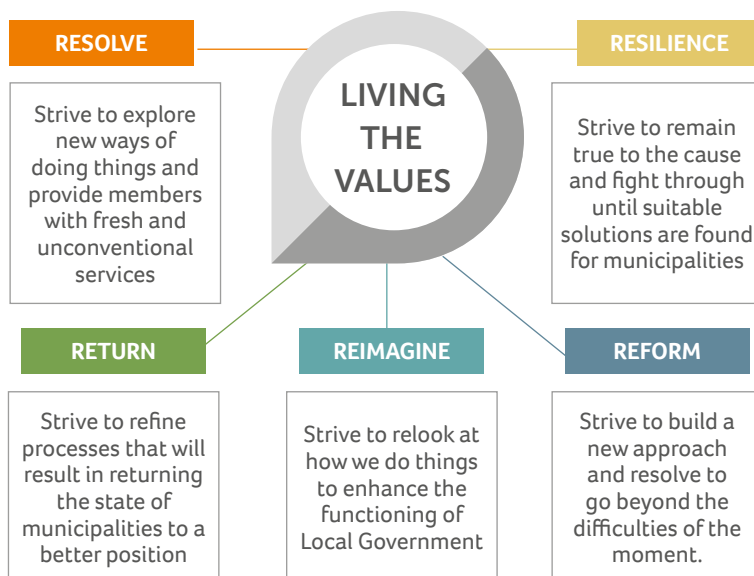 LIVING
THE
VALUES
RESOLVE
Strive to explore
new ways of
doing things and
provide members
with fresh and
unconventional
services
RESILIENCE
Strive to remain
true to the cause
and fight through
until suitable
solutions are found
for municipalities
RETURN
Strive to refine
processes that will
result in returning
the state of
municipalities to a
better position
REIMAGINE
Strive to relook at
how we do things
to enhance the
functioning of
Local Government
REFORM
Strive to build a
new approach
and resolve to
go beyond the
difficulties of the
moment.